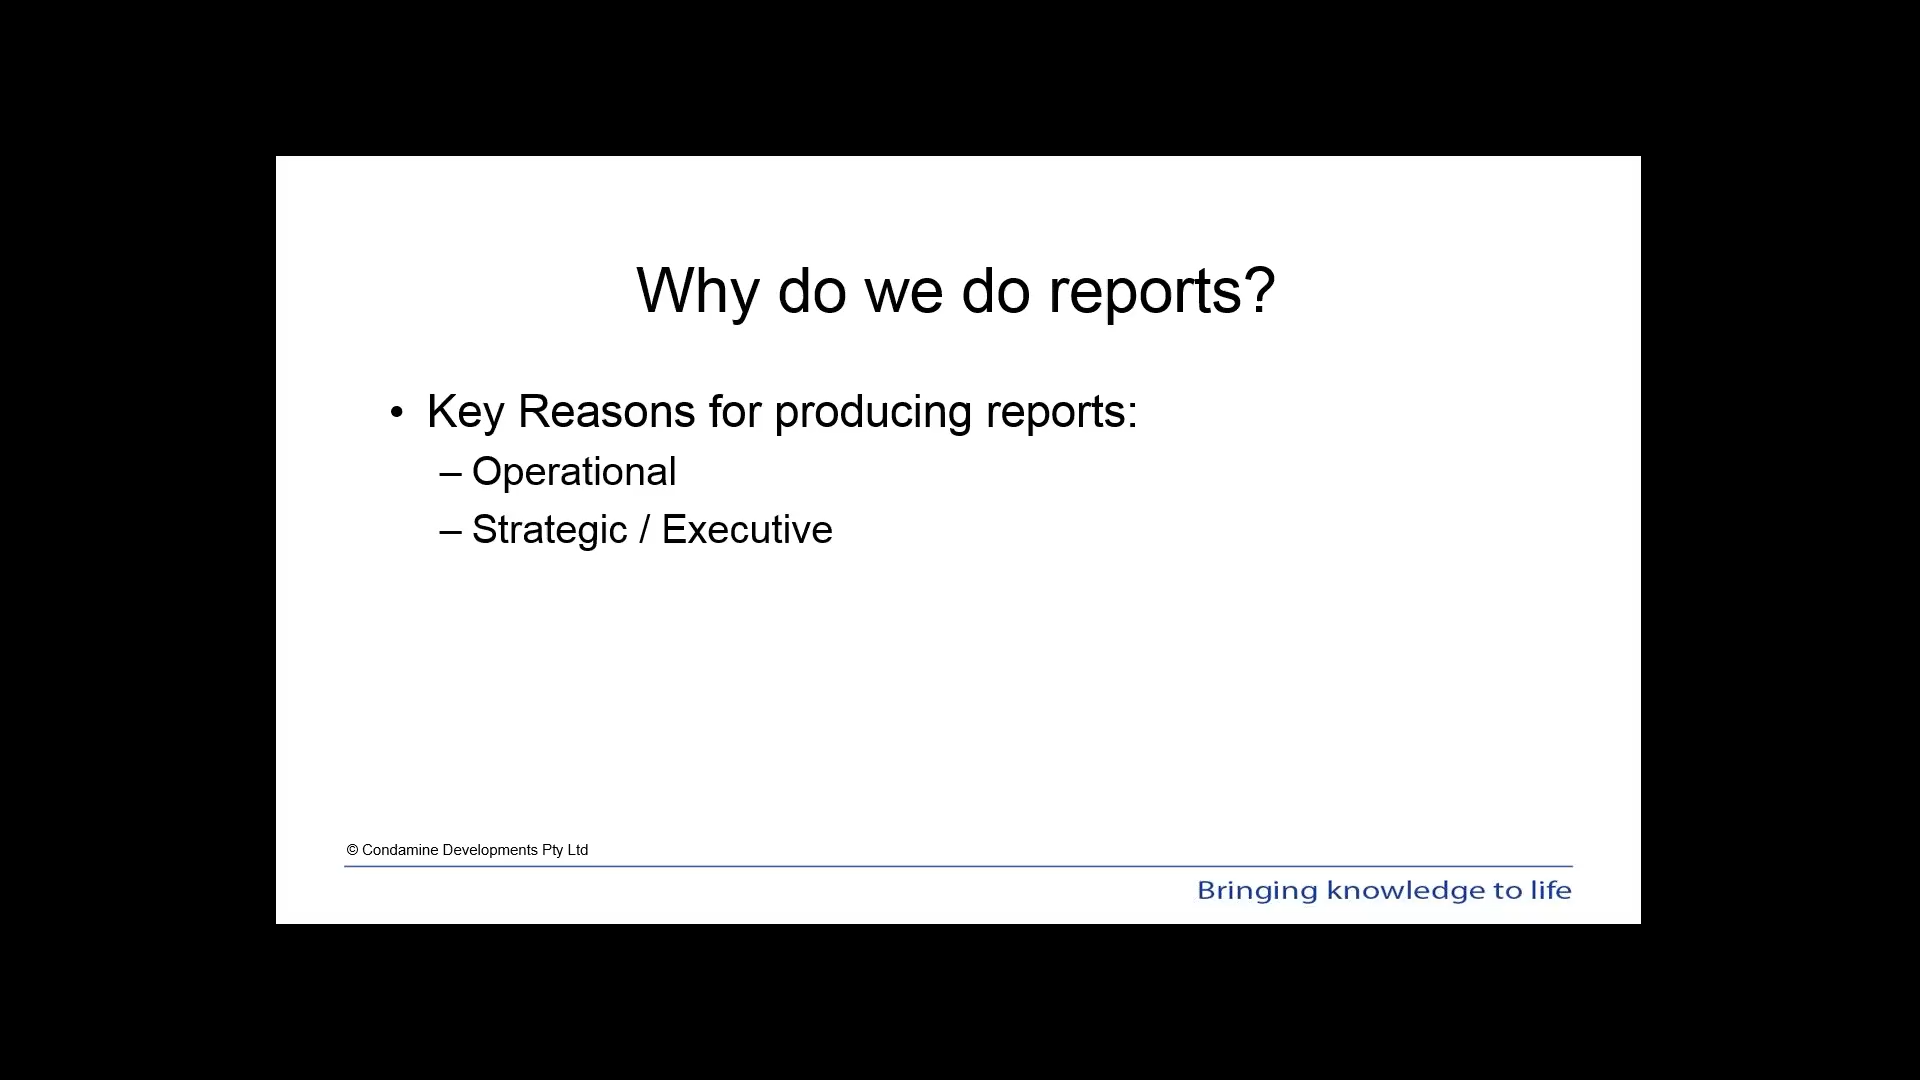 Why do we do reports?
• Key Reasons for producing reports:
– Operational
– Strategic / Executive
© Condamine Developments Pty Ltd
Bringing knowledge to life